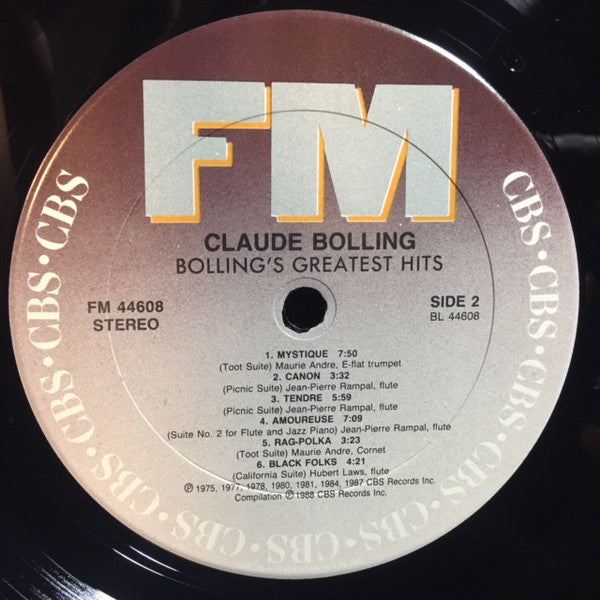 FM
CLAUDE BOLLING
BOLLING'S GREATEST HITS
FM 44608
STEREO
SIDE 2
BL 44608
1. MYSTIQUE 7:50
(Toot Suite) Maurie Andre, E-flat trumpet
2. CANON 3:32
(Picnic Suite) Jean-Pierre Rampal, flute
3. TENDRE 5:59
(Picnic Suite) Jean-Pierre Rampal, flute
4. AMOUREUSE 7:09
(Suite No. 2 for Flute and Jazz Piano) Jean-Pierre Rampal, flute
5. RAG-POLKA 3:23
(Toot Suite) Maurie Andre, Cornet
6. BLACK FOLKS 4:21
(California Suite) Hubert Laws, flute
℗ 1975, 1977, 1978, 1980, 1981, 1984, 1987 CBS Records Inc.
Compilation ℗ 1988 CBS Records Inc.
CBS • CBS • CBS • CBS • CBS • CBS • CBS • CBS • CBS • CBS